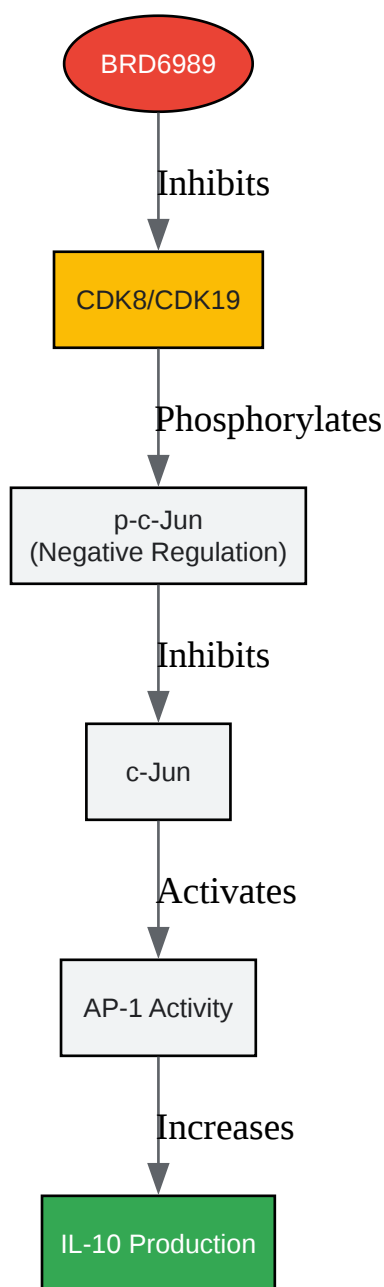 BRD6989
Inhibits
CDK8/CDK19
Phosphorylates
p-c-Jun
(Negative Regulation)
Inhibits
c-Jun
Activates
AP-1 Activity
Increases
IL-10 Production